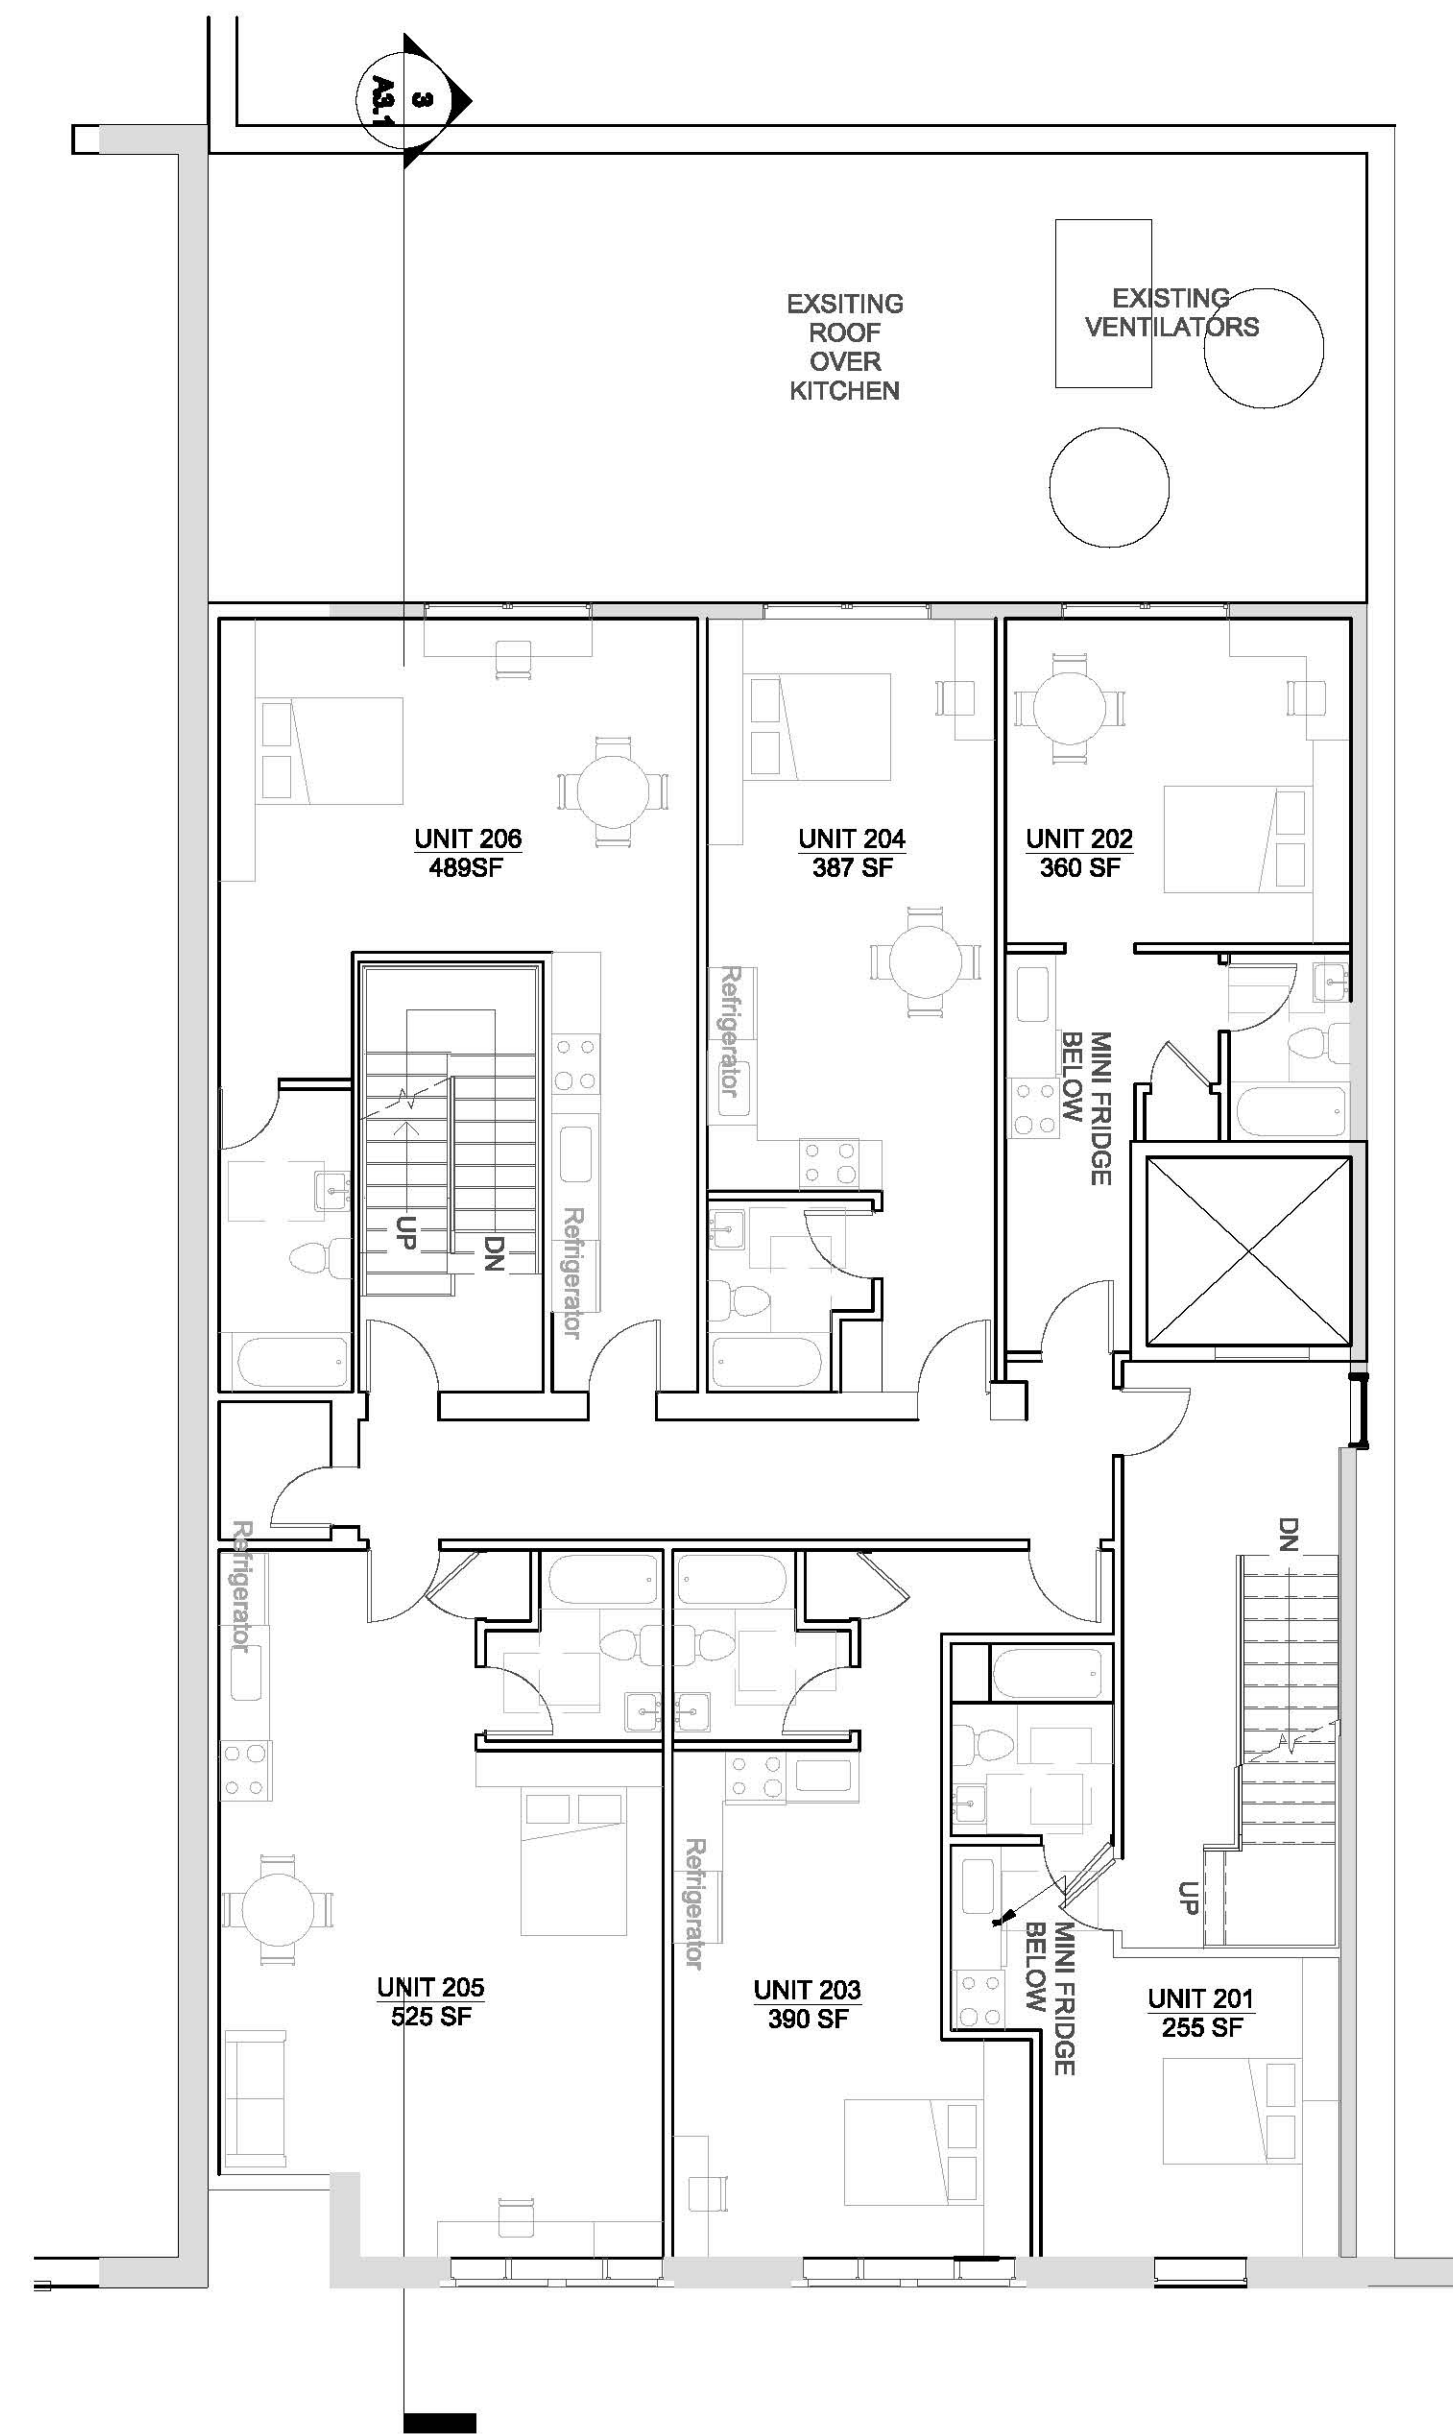 3
A3.1
EXSITING
ROOF
OVER
KITCHEN
EXISTING
VENTILATORS
UNIT 206
489SF
UNIT 204
387 SF
UNIT 202
360 SF
Refrigerator
MINI FRIDGE
BELOW
UP
DN
Refrigerator
Refrigerator
DN
UP
Refrigerator
MINI FRIDGE
BELOW
UNIT 205
525 SF
UNIT 203
390 SF
UNIT 201
255 SF